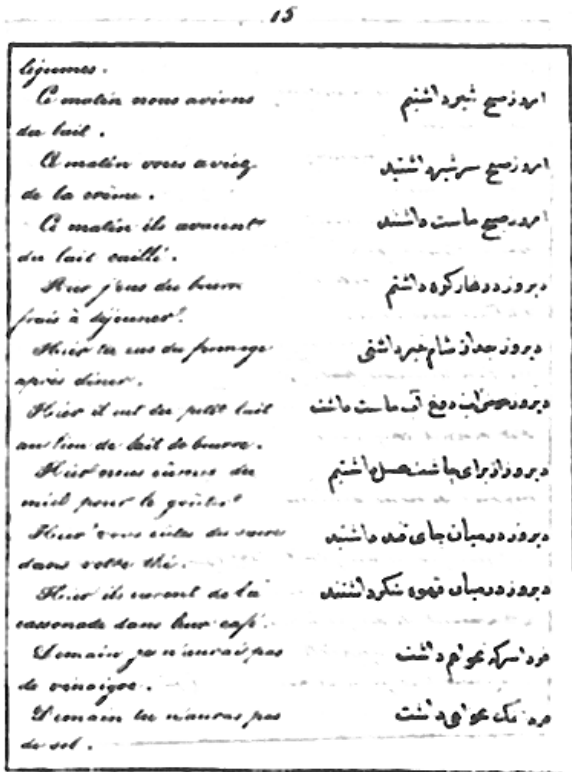 15
légumes.
Ce matin nous avions امروز صبح شیر داشتیم
du lait.
Ce matin vous aviez امروز صبح سرشیر داشتید
de la crème.
Ce matin ils avaient امروز صبح ماست داشتند
du lait caillé.
Hier j'eus du beurre دیروز در نهار کره داشتم
frais à déjeuner.
Hier tu eus du fromage دیروز بعد از شام پنیر داشتی
après diner.
Hier il eut du petit lait دیروز دوغ آب ماست داشت
au lieu de lait de beurre.
Hier nous eûmes du دیروز از برای چاشت عسل داشتیم
miel pour le goûter.
Hier vous eûtes du sucre دیروز در میان چای قند داشتید
dans votre thé.
Hier ils eurent de la دیروز در میان قهوه شکر داشتند
cassonade dans leur café.
Demain je n'aurai pas فردا سرکه نخواهم داشت
de vinaigre.
Demain tu n'auras pas فردا نمک نخواهی داشت
de sel.